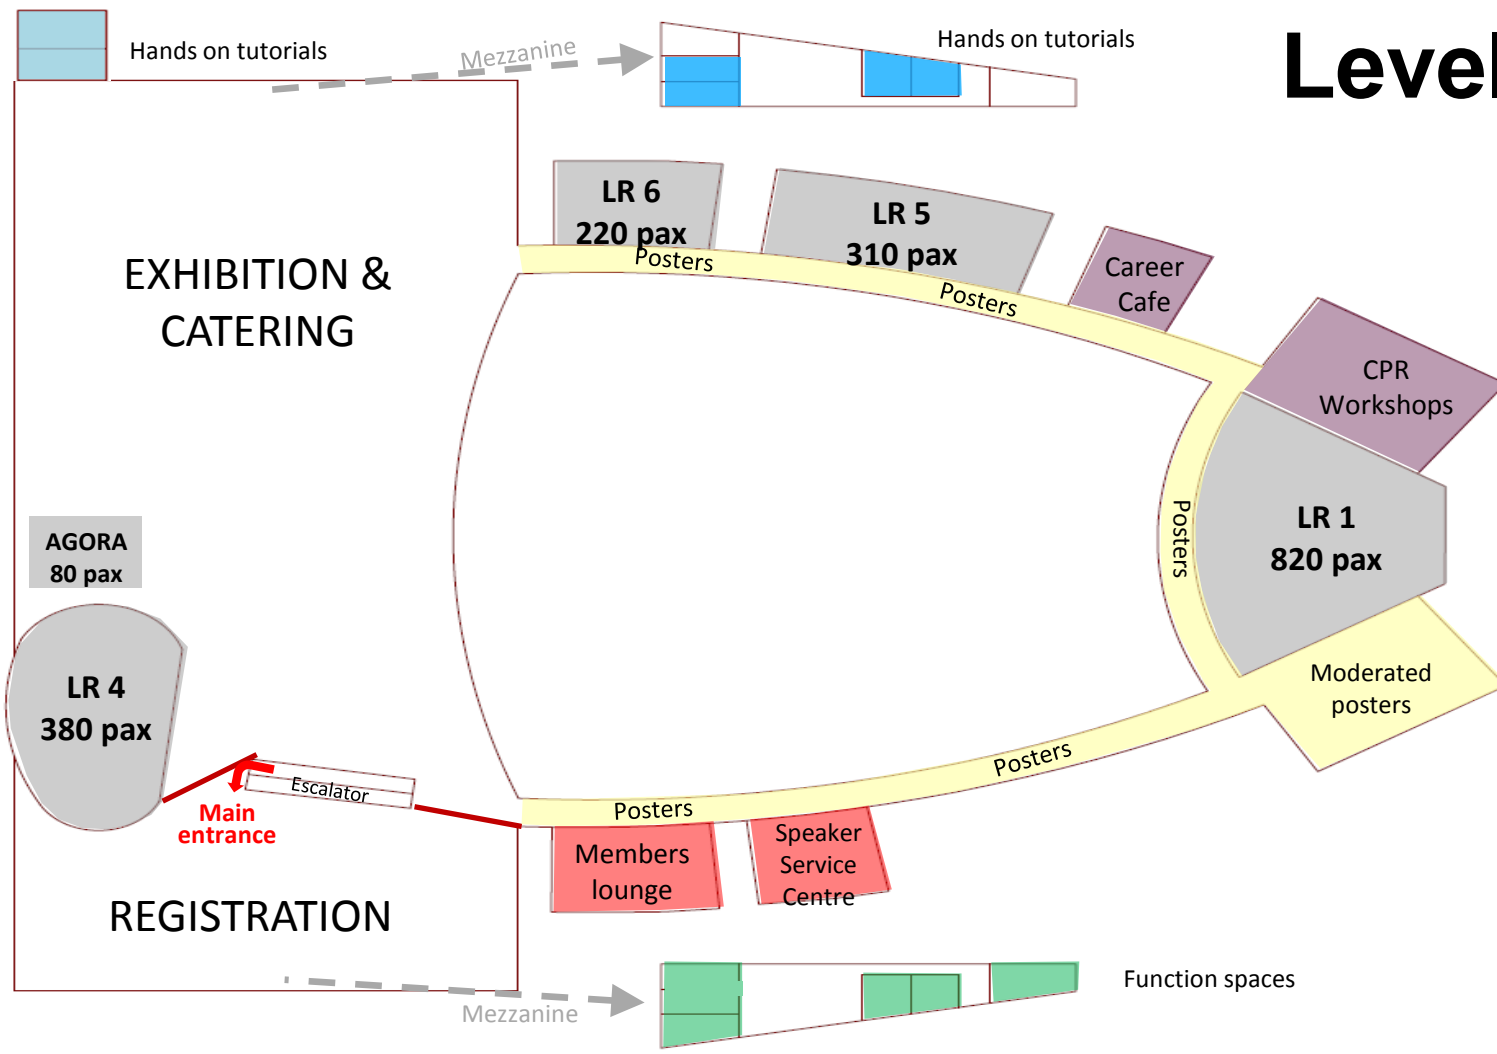 Hands on tutorials
Mezzanine
Hands on tutorials
Level
LR 6
220 pax
LR 5
310 pax
Posters
Posters
Career
Cafe
EXHIBITION &
CATERING
CPR
Workshops
AGORA
80 pax
Posters
LR 1
820 pax
LR 4
380 pax
Moderated
posters
Escalator
Main
entrance
Posters
Posters
Members
lounge
Speaker
Service
Centre
REGISTRATION
Mezzanine
Function spaces